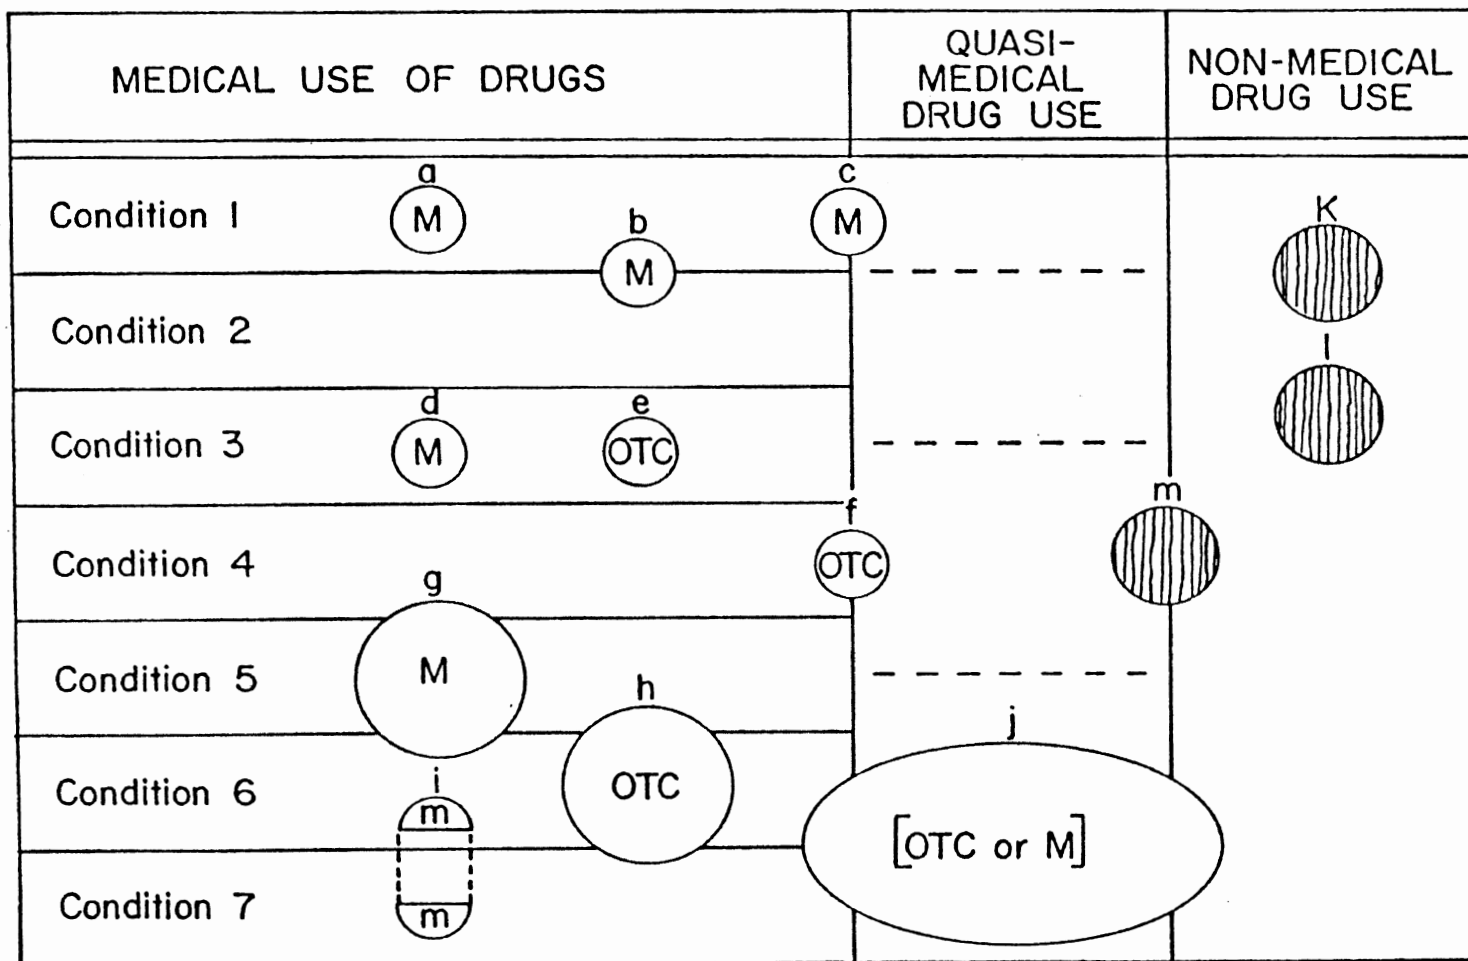 MEDICAL USE OF DRUGS
QUASI-
MEDICAL
DRUG USE
NON-MEDICAL
DRUG USE
a
c
Condition 1
M
b
M
K
M
Condition 2
l
d
e
Condition 3
M
OTC
f
m
Condition 4
OTC
g
Condition 5
M
h
j
i
Condition 6
m
OTC
[OTC or M]
Condition 7
m